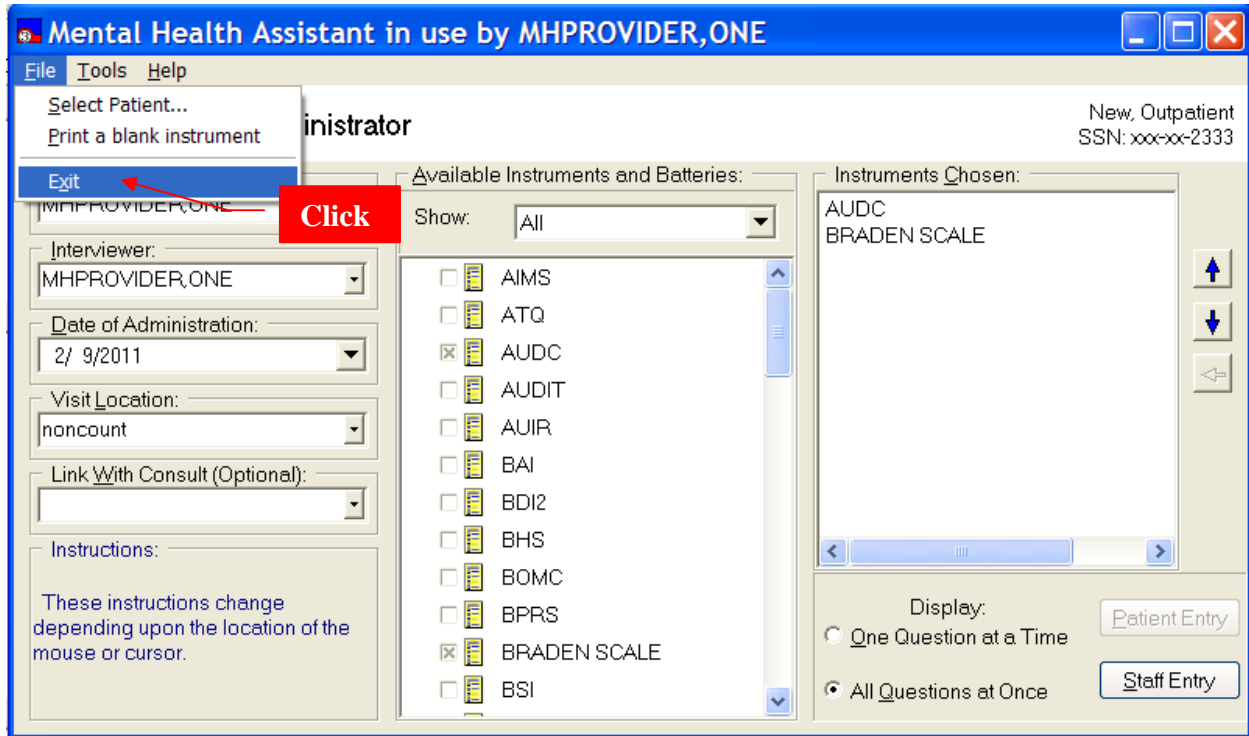 Mental Health Assistant in use by MHPROVIDER,ONE
File Tools Help
Select Patient...
Print a blank instrument
Exit
Click
inistrator
New, Outpatient
SSN: xxx-xx-2333
MHPROVIDER,ONE
Interviewer:
MHPROVIDER,ONE
Date of Administration:
2/ 9/2011
Visit Location:
noncount
Link With Consult (Optional):
Instructions:
These instructions change
depending upon the location of the
mouse or cursor.
Available Instruments and Batteries:
Show: All
AIMS
ATQ
AUDC
AUDIT
AUIR
BAI
BDI2
BHS
BOMC
BPRS
BRADEN SCALE
BSI
Instruments Chosen:
AUDC
BRADEN SCALE
Display:
One Question at a Time
All Questions at Once
Patient Entry
Staff Entry